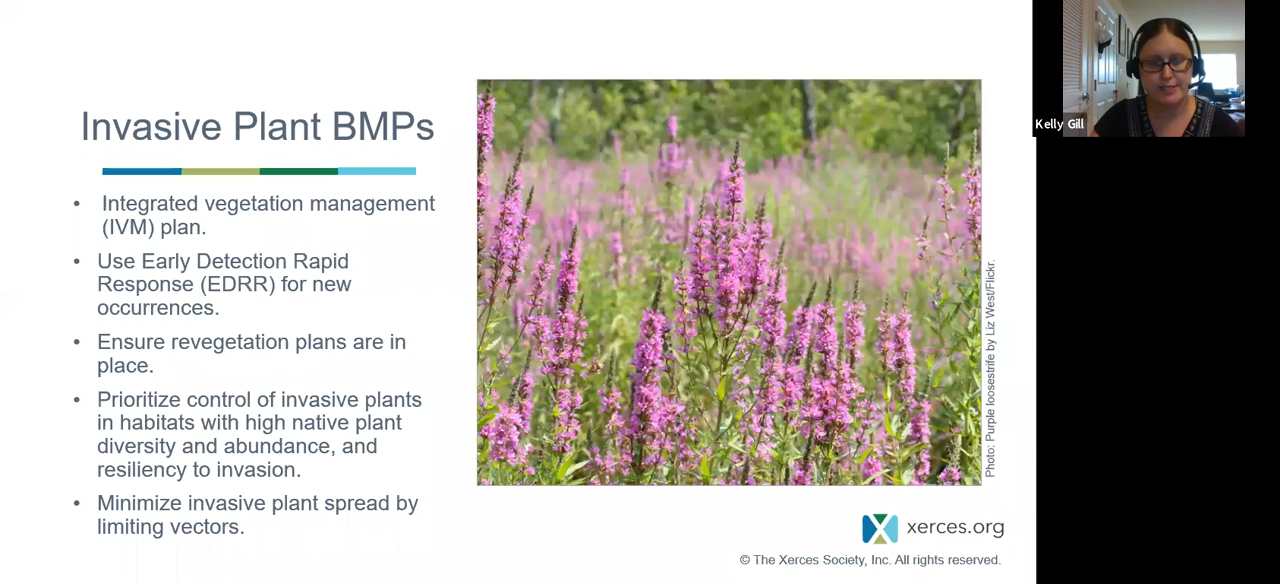 Invasive Plant BMPs
• Integrated vegetation management
(IVM) plan.
• Use Early Detection Rapid
Response (EDRR) for new
occurrences.
• Ensure revegetation plans are in
place.
• Prioritize control of invasive plants
in habitats with high native plant
diversity and abundance, and
resiliency to invasion.
• Minimize invasive plant spread by
limiting vectors.
Photo: Purple loosestrife by Liz West/Flickr.
xerces.org
© The Xerces Society, Inc. All rights reserved.
Kelly Gill